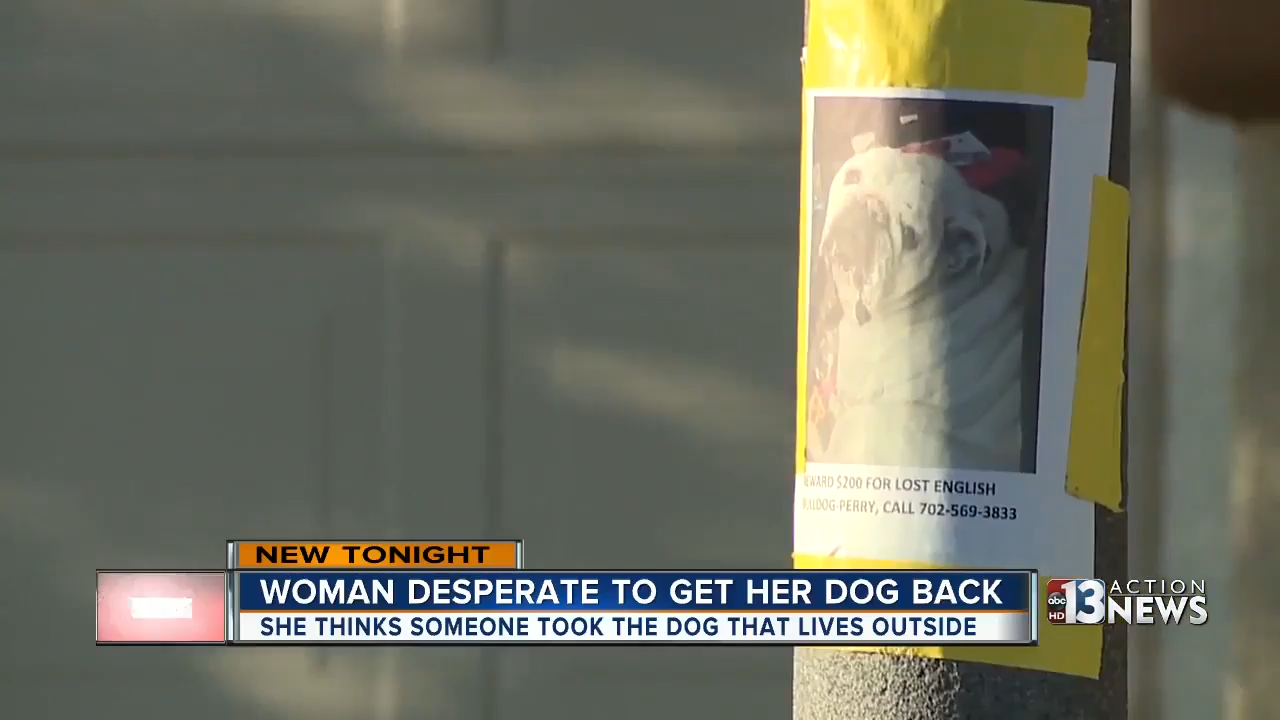 EWARD $200 FOR LOST ENGLISH
LLDOG-PERRY, CALL 702-569-3833
NEW TONIGHT
WOMAN DESPERATE TO GET HER DOG BACK
SHE THINKS SOMEONE TOOK THE DOG THAT LIVES OUTSIDE
abc HD 13 ACTION NEWS